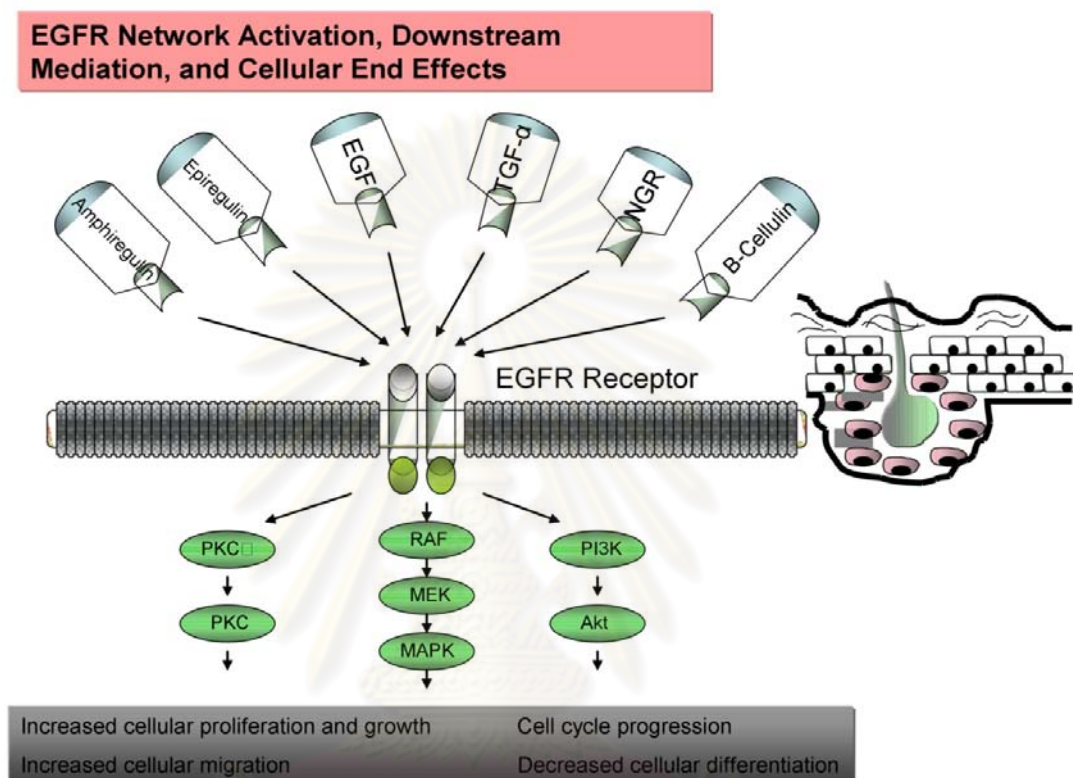 EGFR Network Activation, Downstream
Mediation, and Cellular End Effects
Amphiregulin
Epiregulin
EGF
TGF-α
NGR
B-Cellulin
EGFR Receptor
PKC□
RAF
PI3K
PKC
MEK
Akt
MAPK
Increased cellular proliferation and growth
Cell cycle progression
Increased cellular migration
Decreased cellular differentiation